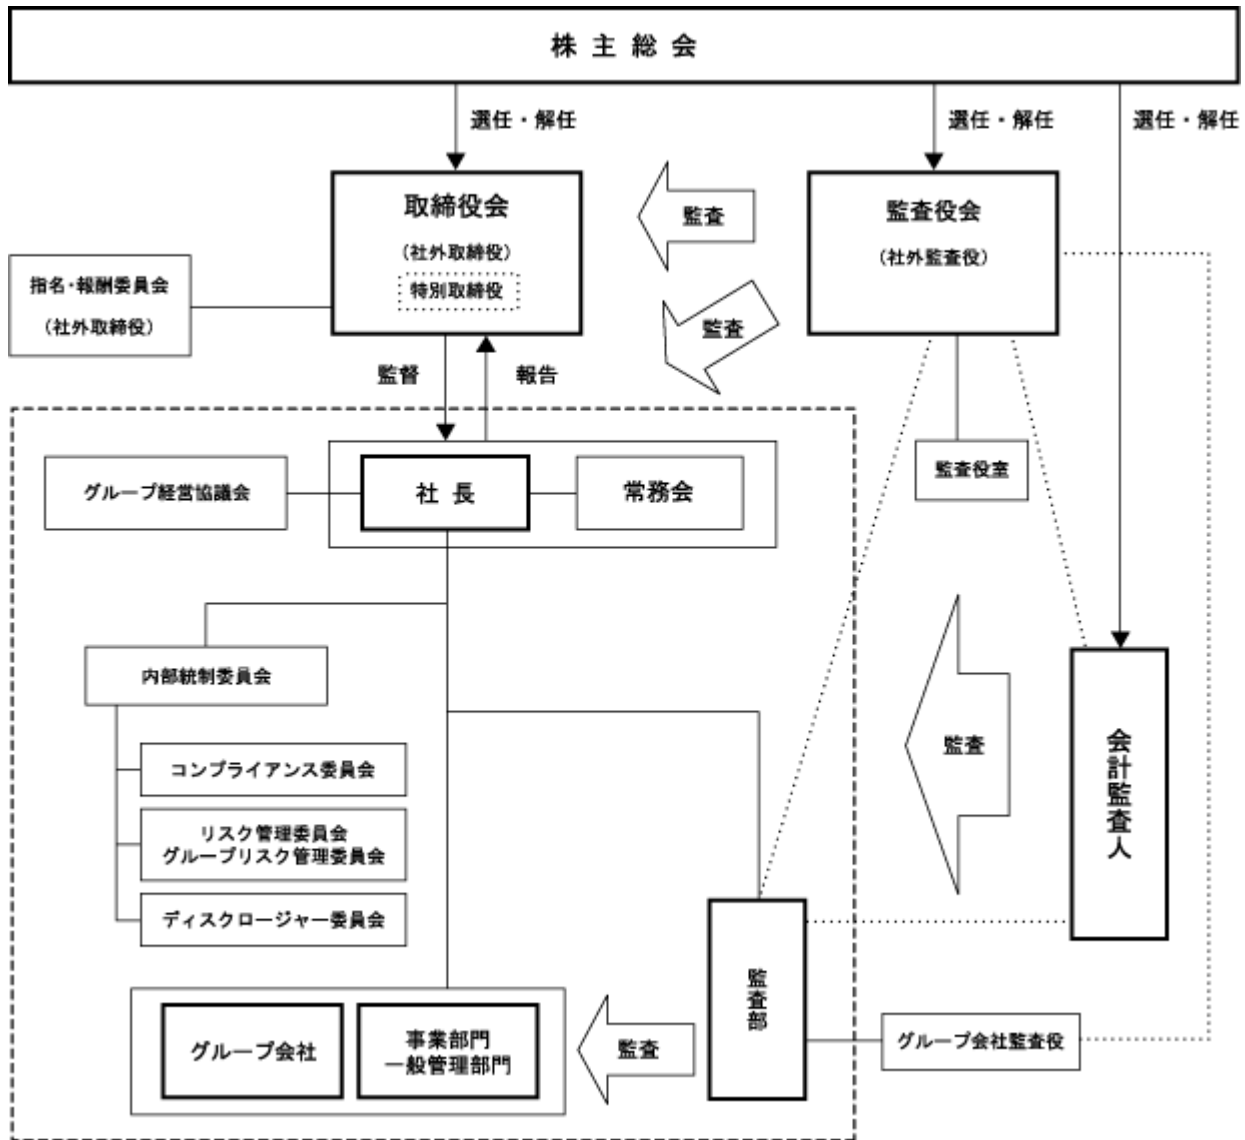 株主総会
選任・解任
選任・解任
選任・解任
取締役会
(社外取締役)
特別取締役
監査
監査役会
(社外監査役)
指名・報酬委員会
(社外取締役)
監査
監督
報告
グループ経営協議会
社長
常務会
監査役室
内部統制委員会
コンプライアンス委員会
リスク管理委員会
グループリスク管理委員会
ディスクロージャー委員会
監査
会計監査人
監査部
グループ会社
事業部門
一般管理部門
監査
グループ会社監査役